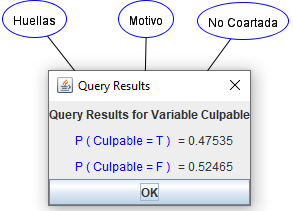 Huellas
Motivo
No Coartada
Query Results
Query Results for Variable Culpable
P ( Culpable = T ) = 0.47535
P ( Culpable = F ) = 0.52465
OK